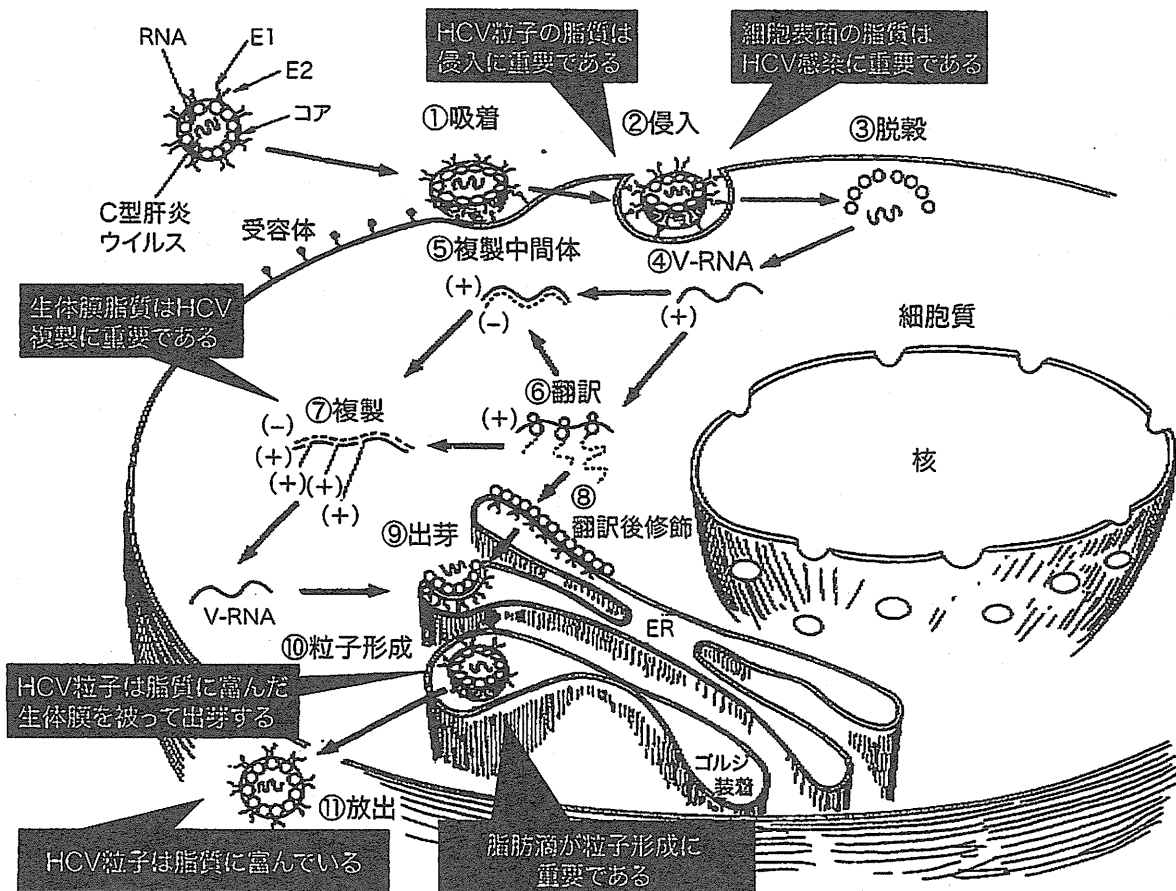 HCV粒子の脂質は
侵入に重要である
細胞表面の脂質は
HCV感染に重要である
RNA
E1
E2
コア
C型肝炎
ウイルス
①吸着
②侵入
③脱殻
受容体
⑤複製中間体
④V-RNA
(+)
(-)
(+)
生体膜脂質はHCV
複製に重要である
細胞質
核
⑥翻訳
(+)
⑦複製
(-)
(+)
(+)
(+)
(+)
⑧
翻訳後修飾
⑨出芽
V-RNA
ER
⑩粒子形成
HCV粒子は脂質に富んだ
生体膜を被って出芽する
ゴルジ
装着
⑪放出
HCV粒子は脂質に富んでいる
脂肪滴が粒子形成に
重要である